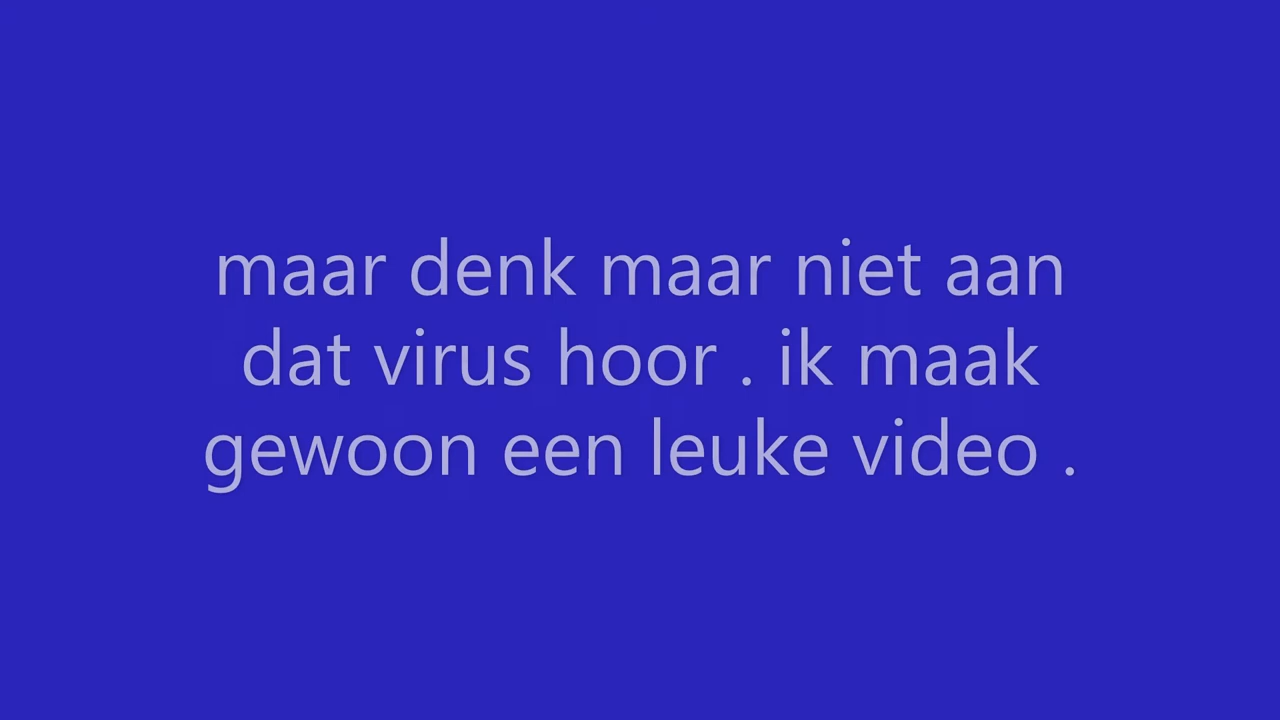 maar denk maar niet aan
dat virus hoor . ik maak
gewoon een leuke video .